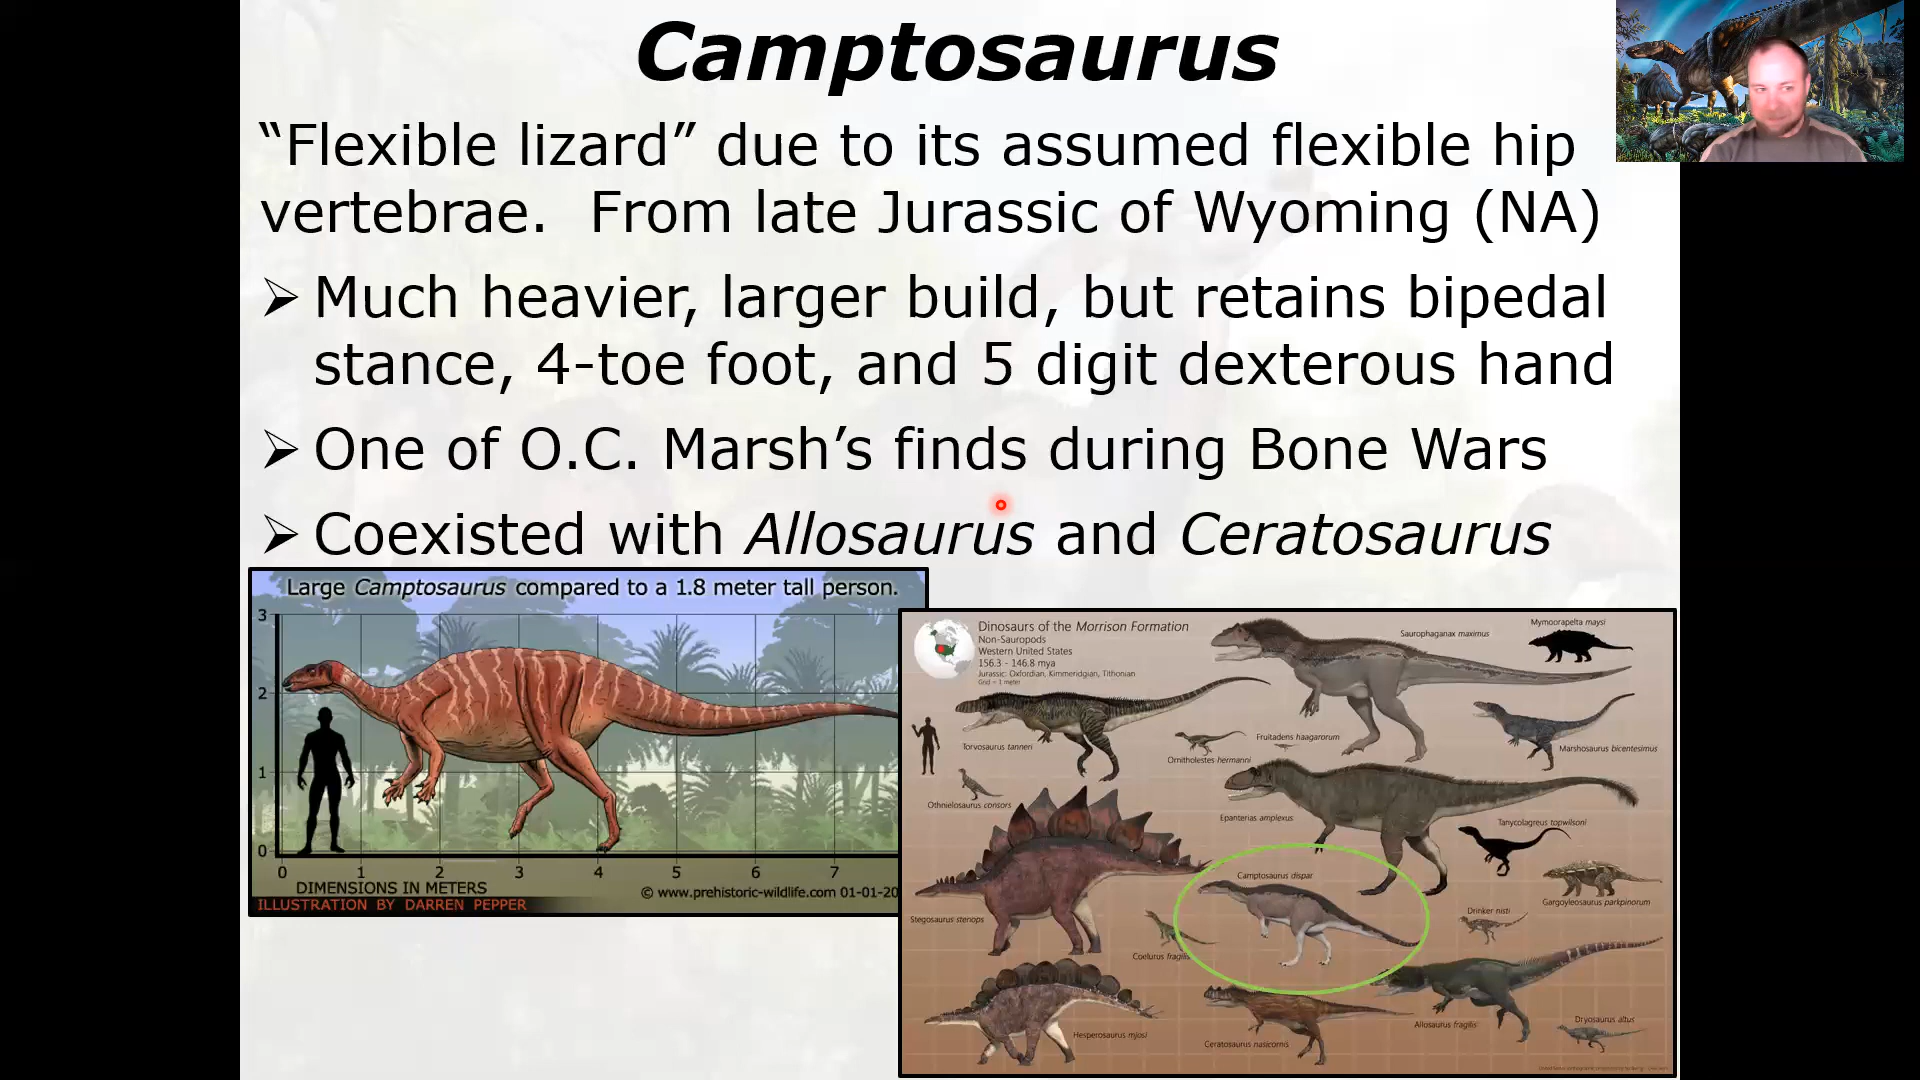 Camptosaurus
“Flexible lizard” due to its assumed flexible hip
vertebrae.  From late Jurassic of Wyoming (NA)
➢ Much heavier, larger build, but retains bipedal
stance, 4-toe foot, and 5 digit dexterous hand
➢ One of O.C. Marsh’s finds during Bone Wars
➢ Coexisted with Allosaurus and Ceratosaurus
Large Camptosaurus compared to a 1.8 meter tall person.
3
2
1
0
0 1 2 3 4 5 6 7
DIMENSIONS IN METERS
© www.prehistoric-wildlife.com 01-01-20
ILLUSTRATION BY DARREN PEPPER
Dinosaurs of the Morrison Formation
Non-Sauropods
Western United States
156.3 - 146.8 mya
Jurassic: Oxfordian, Kimmeridgian, Tithonian
Grid = 1 meter
Saurophaganax maximus
Mymoorapelta maysi
Torvosaurus tanneri
Fruitadens haagarorum
Ornitholestes hermanni
Marshosaurus bicentesimus
Othnielosaurus consors
Epanterias amplexus
Tanycolagreus topwilsoni
Camptosaurus dispar
Gargoyleosaurus parkpinorum
Stegosaurus stenops
Drinker nisti
Coelurus fragilis
Hesperosaurus mjosi
Ceratosaurus nasicornis
Allosaurus fragilis
Dryosaurus altus